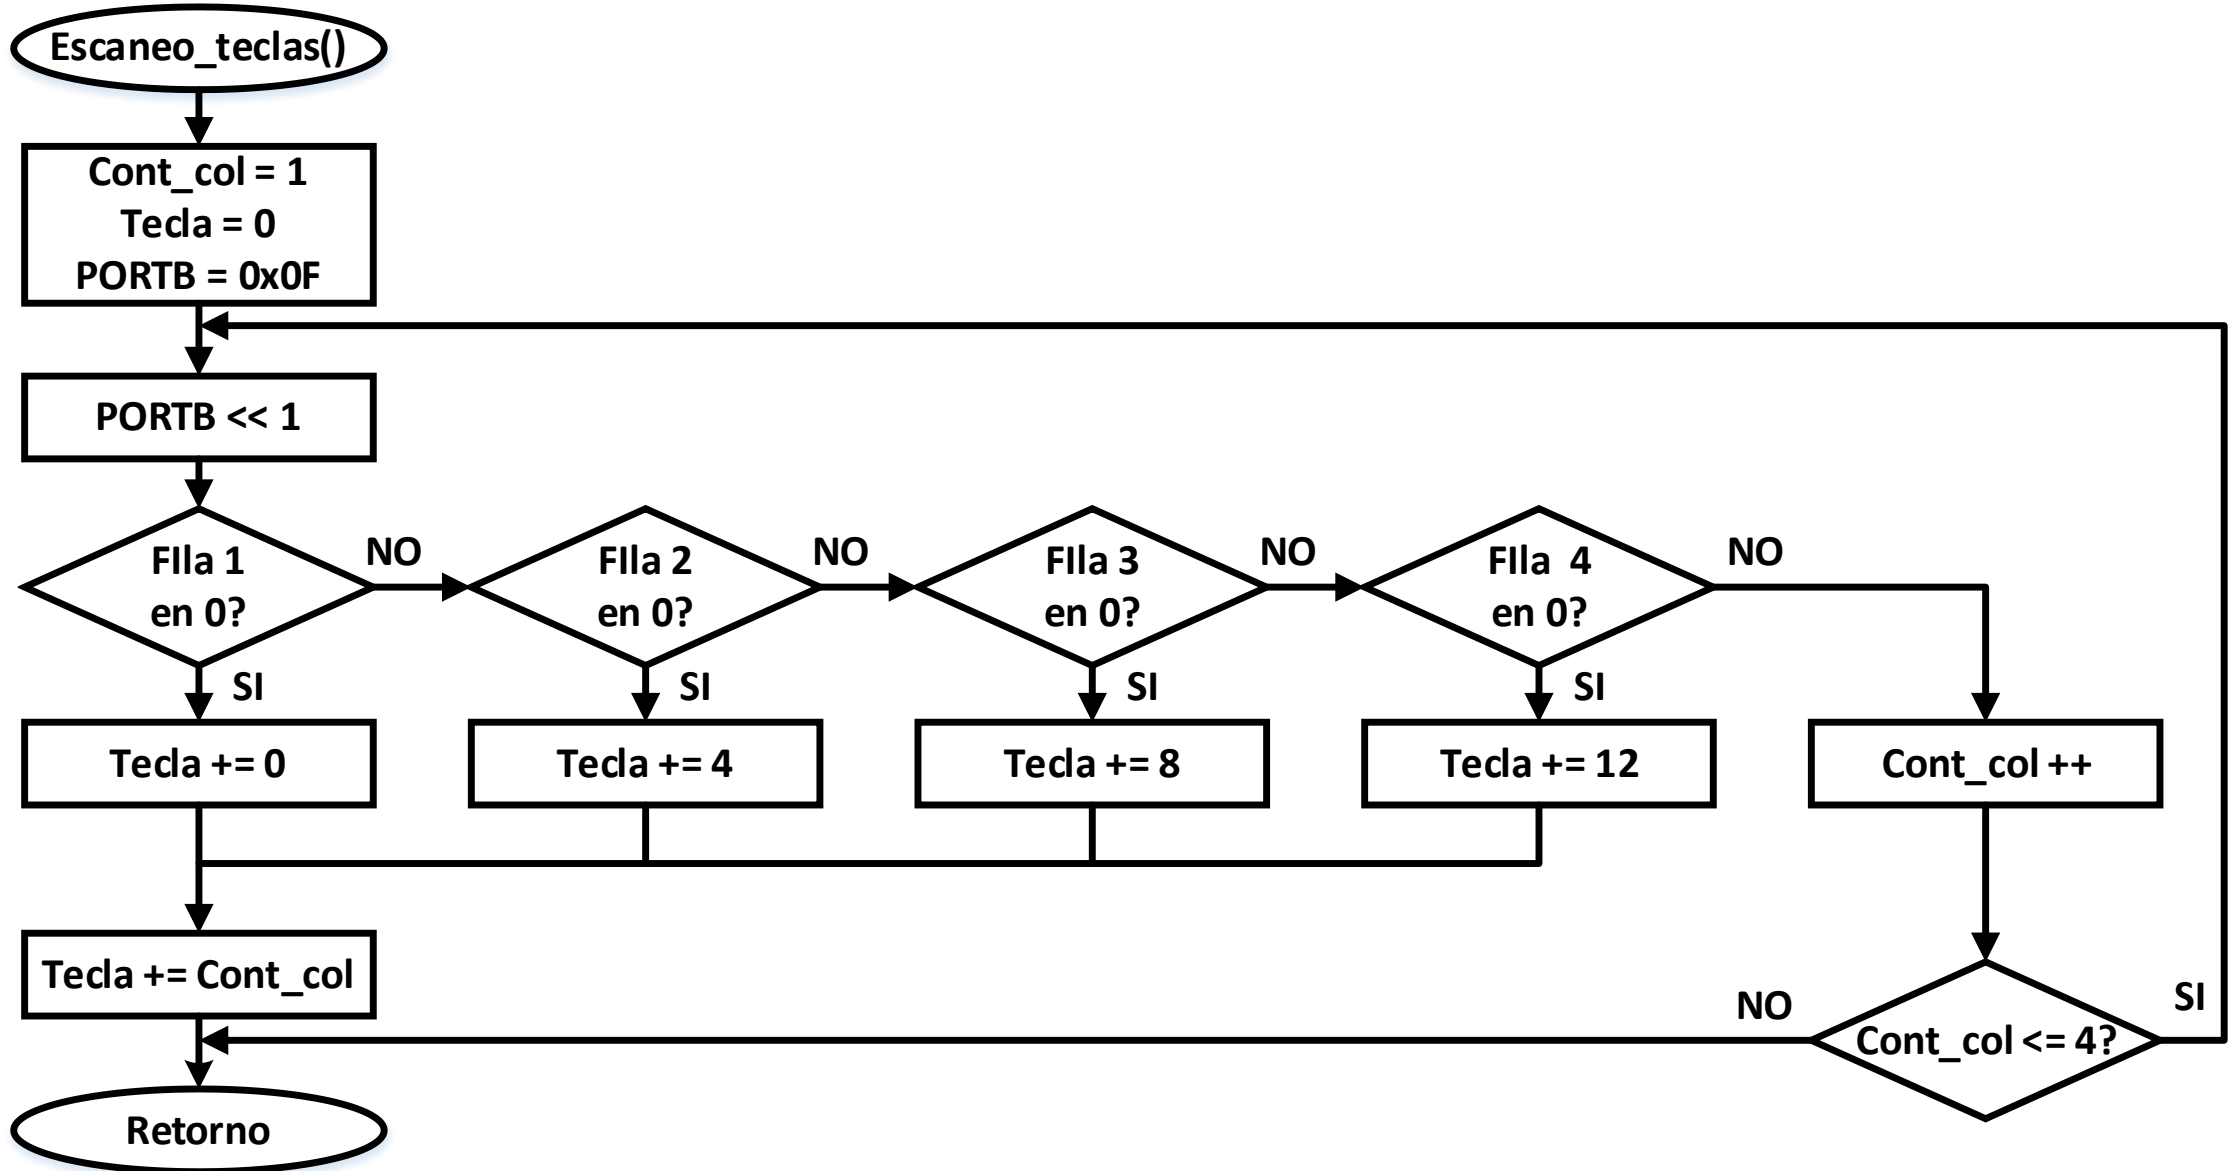 Escaneo_teclas()
Cont_col = 1
Tecla = 0
PORTB = 0x0F
PORTB << 1
FIla 1
en 0?
NO
FIla 2
en 0?
NO
FIla 3
en 0?
NO
FIla 4
en 0?
NO
SI
SI
SI
SI
Tecla += 0
Tecla += 4
Tecla += 8
Tecla += 12
Cont_col ++
Tecla += Cont_col
NO
Cont_col <= 4?
SI
Retorno